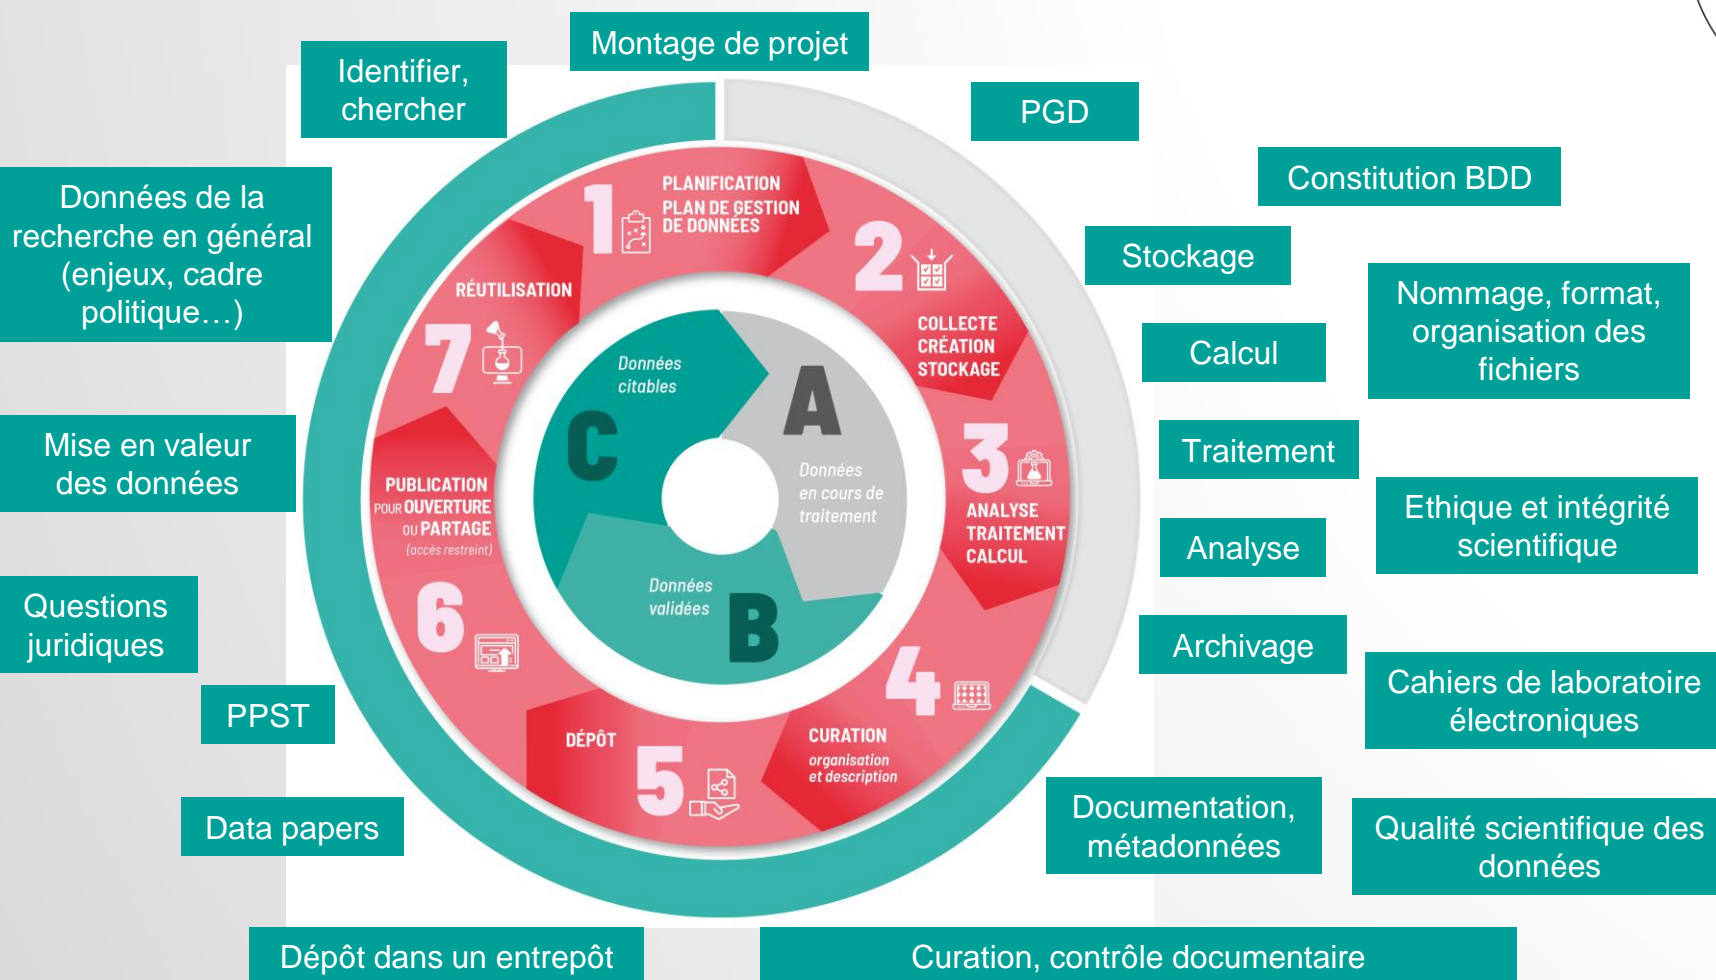 Montage de projet
Identifier,
chercher
PGD
Constitution BDD
Données de la
recherche en général
(enjeux, cadre
politique…)
Stockage
Nommage, format,
organisation des
fichiers
Calcul
Mise en valeur
des données
Traitement
Ethique et intégrité
scientifique
Analyse
Questions
juridiques
Archivage
Cahiers de laboratoire
électroniques
PPST
Data papers
Documentation,
métadonnées
Qualité scientifique des
données
Dépôt dans un entrepôt
Curation, contrôle documentaire
1
PLANIFICATION
PLAN DE GESTION
DE DONNÉES
2
COLLECTE
CRÉATION
STOCKAGE
3
ANALYSE
TRAITEMENT
CALCUL
4
CURATION
organisation
et description
5
DÉPÔT
6
PUBLICATION
POUR OUVERTURE
OU PARTAGE
(accès restreint)
7
RÉUTILISATION
A
Données
en cours de
traitement
B
Données
validées
C
Données
citables